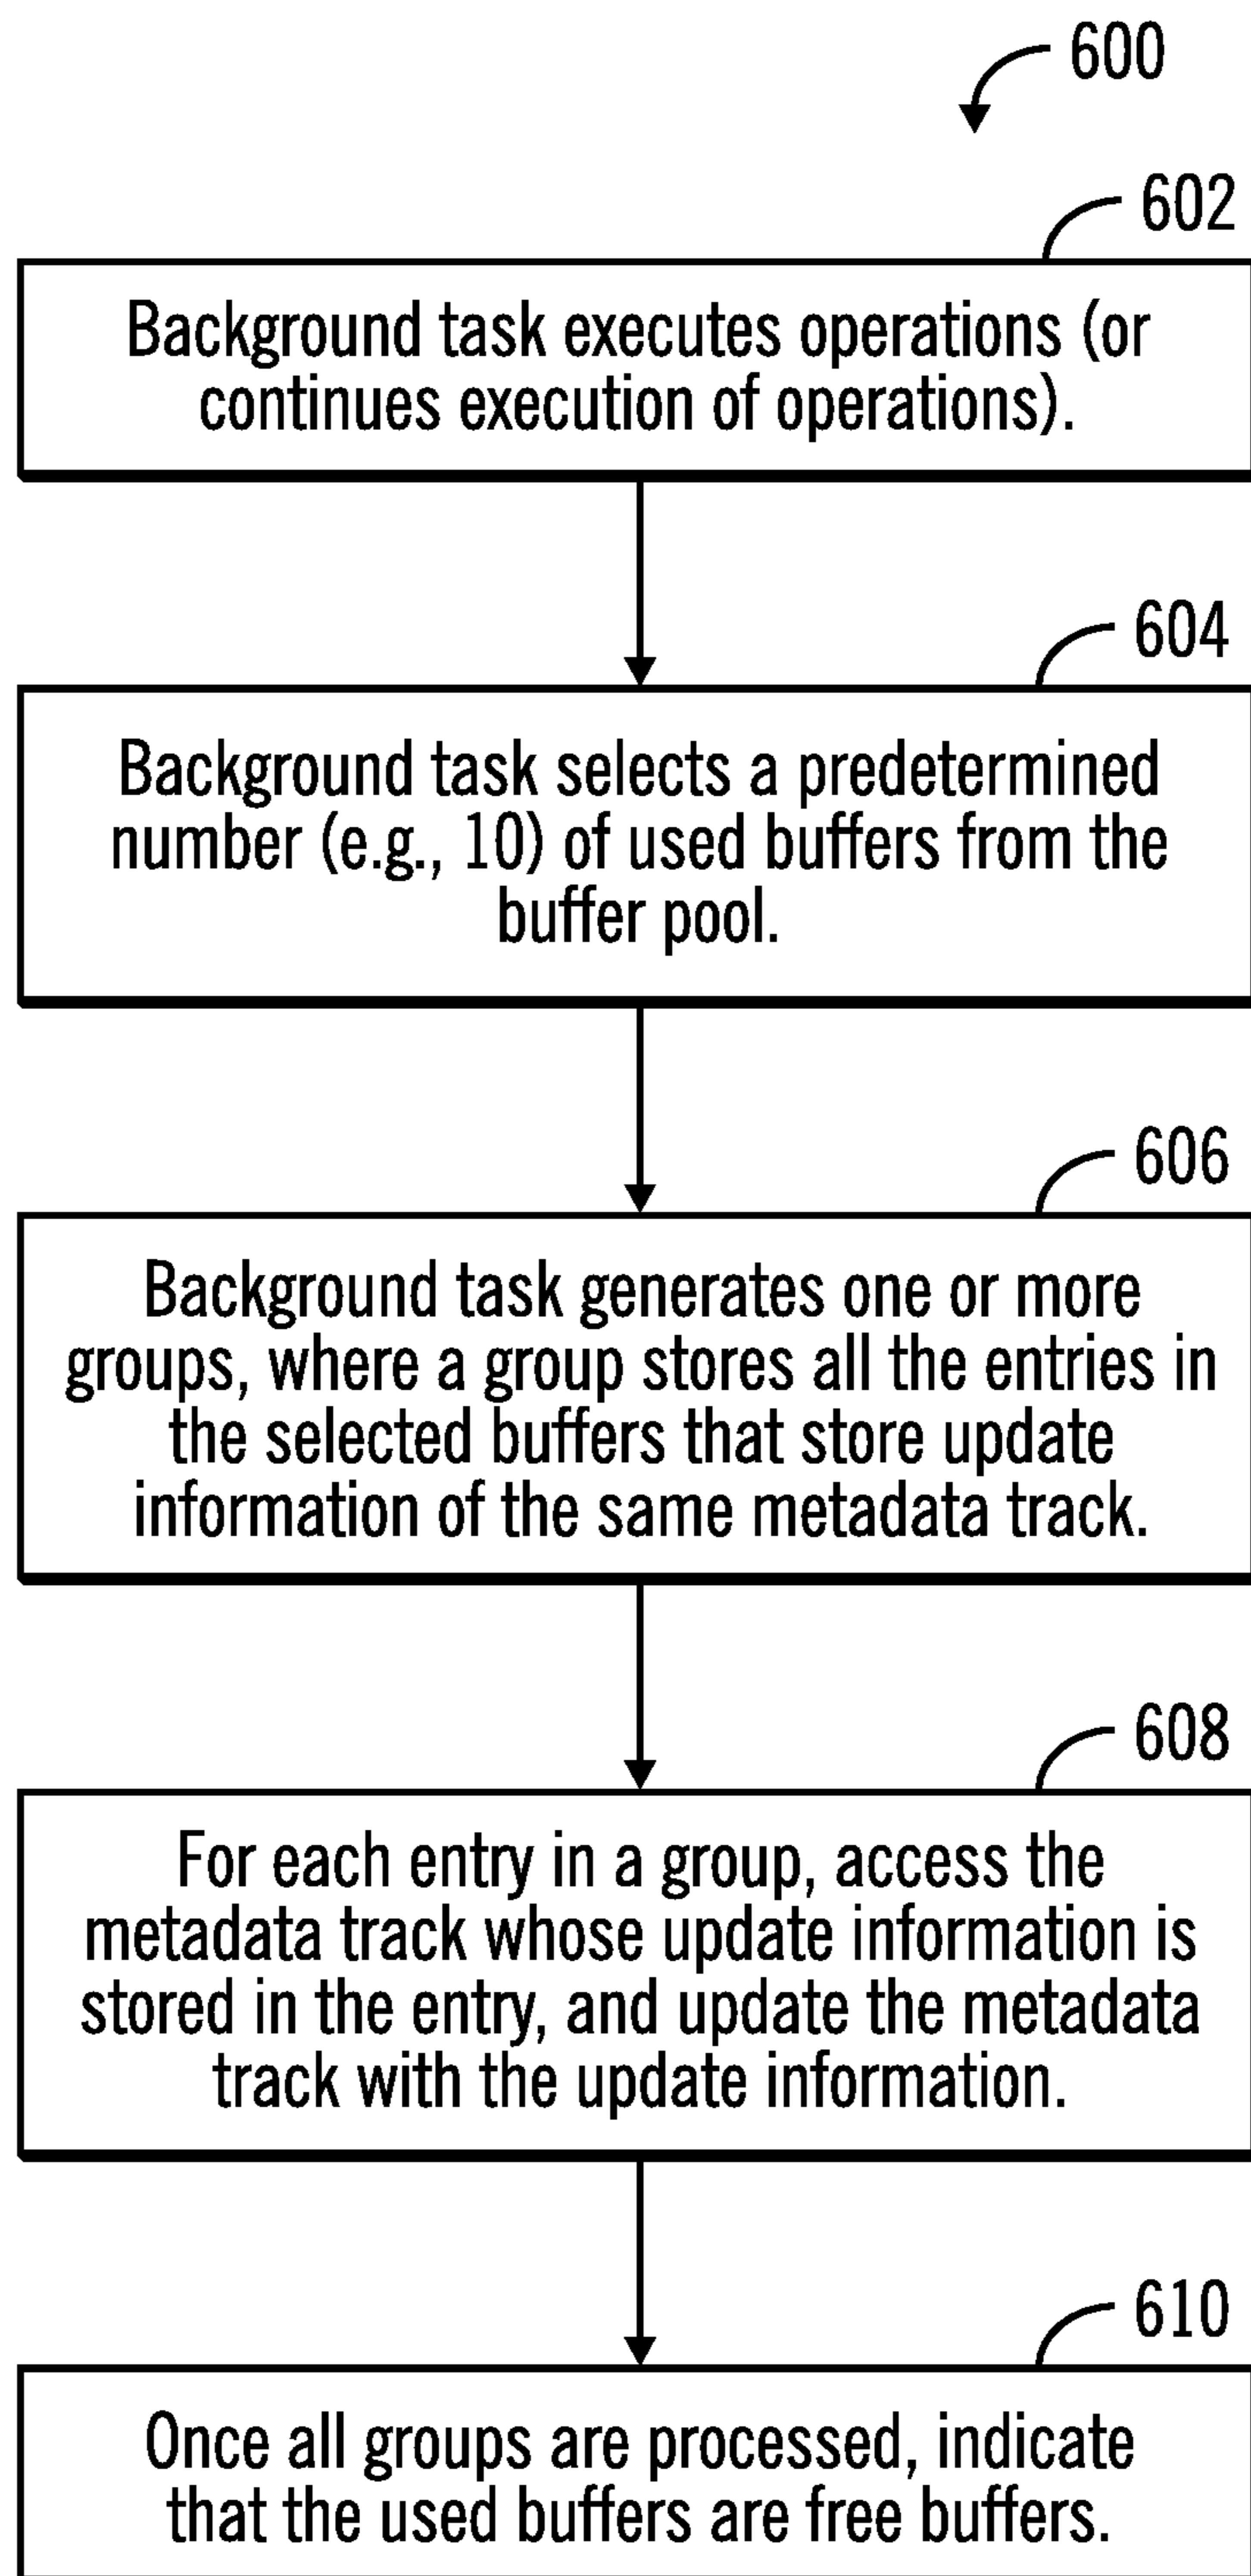 600
602
Background task executes operations (or
continues execution of operations).
604
Background task selects a predetermined
number (e.g., 10) of used buffers from the
buffer pool.
606
Background task generates one or more
groups, where a group stores all the entries in
the selected buffers that store update
information of the same metadata track.
608
For each entry in a group, access the
metadata track whose update information is
stored in the entry, and update the metadata
track with the update information.
610
Once all groups are processed, indicate
that the used buffers are free buffers.